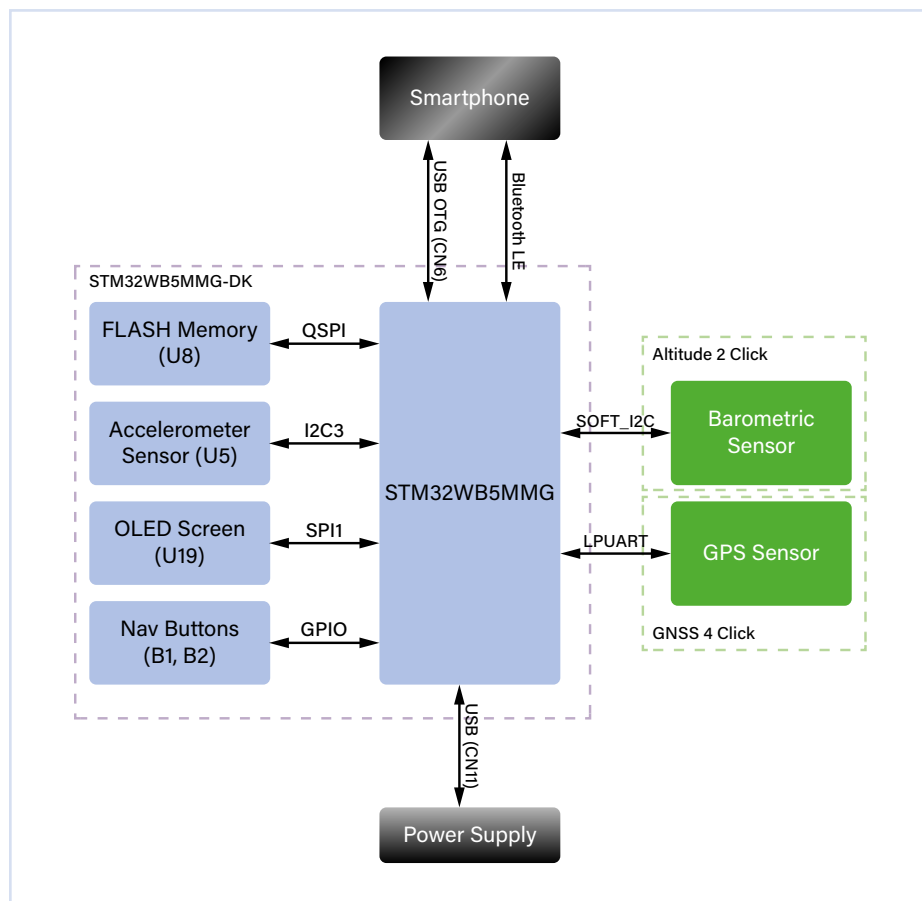 Smartphone
USB OTG (CN6)
Bluetooth LE
STM32WB5MMG-DK
FLASH Memory
(U8)
QSPI
Accelerometer
Sensor (U5)
I2C3
OLED Screen
(U19)
SPI1
Nav Buttons
(B1, B2)
GPIO
STM32WB5MMG
SOFT_I2C
LPUART
Altitude 2 Click
Barometric
Sensor
GPS Sensor
GNSS 4 Click
USB (CN11)
Power Supply